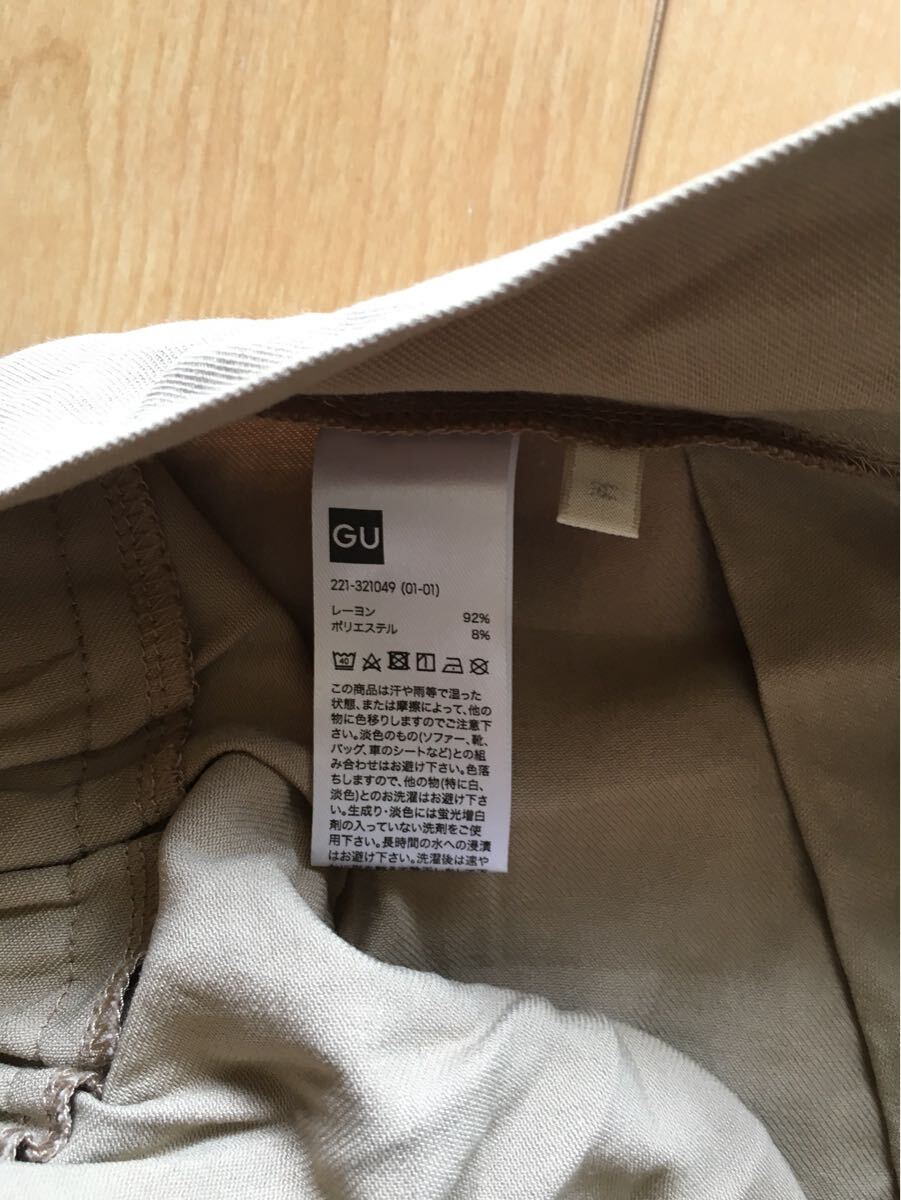 GU
221-321049 (01-01)
レーヨン 92%
ポリエステル 8%
40
この商品は汗や雨等で湿った
状態、または摩擦によって、他の
物に色移りしますのでご注意下
さい。淡色のもの(ソファー、靴、
バッグ、車のシートなど)との組
み合わせはお避け下さい。色落
ちしますので、他の物(特に白、
淡色)とのお洗濯はお避け下さ
い。生成り・淡色には蛍光増白
剤の入っていない洗剤をご使
用下さい。長時間の水への浸漬
はお避け下さい。洗濯後は速や